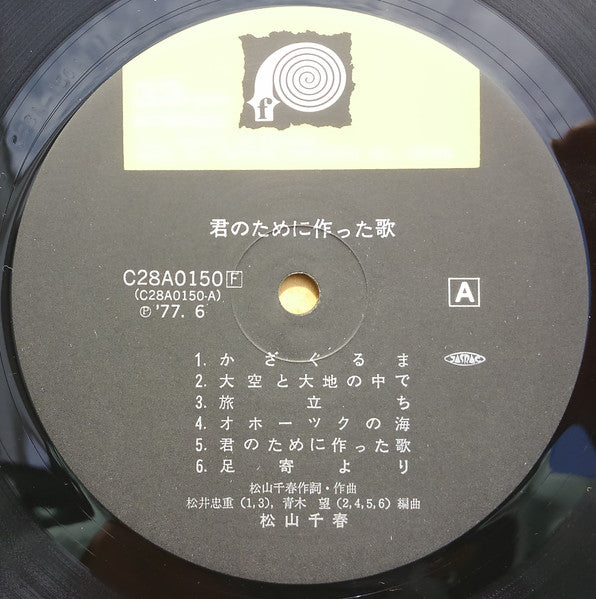 f
君のために作った歌
C28A0150 F
(C28A0150-A)
℗ '77. 6
A
1. かざぐるま
JASRAC
2. 大空と大地の中で
3. 旅立ち
4. オホーツクの海
5. 君のために作った歌
6. 足寄より
松山千春作詞・作曲
松井忠重(1,3), 青木 望(2,4,5,6)編曲
松山千春